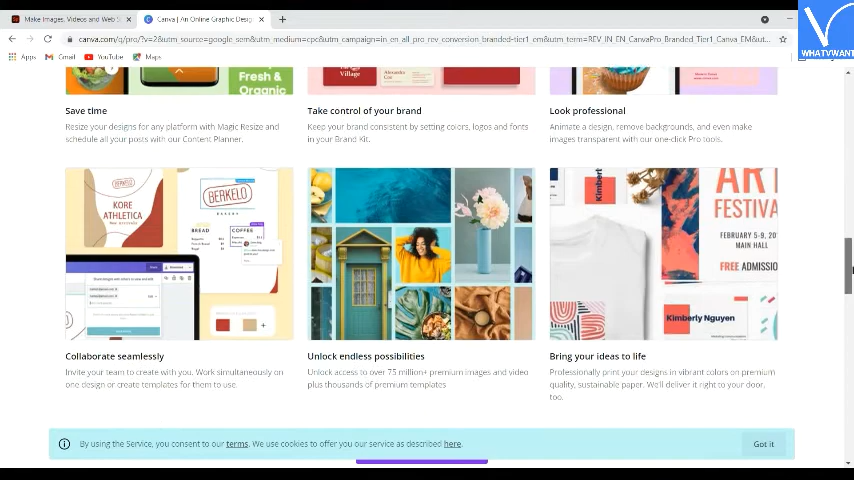 Make Images, Videos and Web S
Canva | An Online Graphic Desig
WHATYWANT
canva.com/q/pro/?v=2&utm_source=google_sem&utm_medium=cpc&utm_campaign=in_en_all_pro_rev_conversion_branded-tier1_em&utm_term=REV_IN_EN_CanvaPro_Branded_Tier1_Canva_EM&ut...
Apps
Gmail
YouTube
Maps
Fresh &
Organic
Village
Save time
Take control of your brand
Look professional
Resize your designs for any platform with Magic Resize and
schedule all your posts with our Content Planner.
Keep your brand consistent by setting colors, logos and fonts
in your Brand Kit.
Animate a design, remove backgrounds, and even make
images transparent with our one-click Pro tools.
BERKELO
KORE
ATHLETICA
BERKELO
BAKERY
BREAD
COFFEE
Kimberl
ART
FESTIVA
FEBRUARY 5-9, 20
MAIN HALL
FREE ADMISSIO
Kimberly Nguyen
Collaborate seamlessly
Unlock endless possibilities
Bring your ideas to life
Invite your team to create with you. Work simultaneously on
one design or create templates for them to use.
Unlock access to over 75 million+ premium images and video
plus thousands of premium templates
Professionally print your designs in vibrant colors on premium
quality, sustainable paper. We'll deliver it right to your door,
too.
By using the Service, you consent to our terms. We use cookies to offer you our service as described here.
Got it